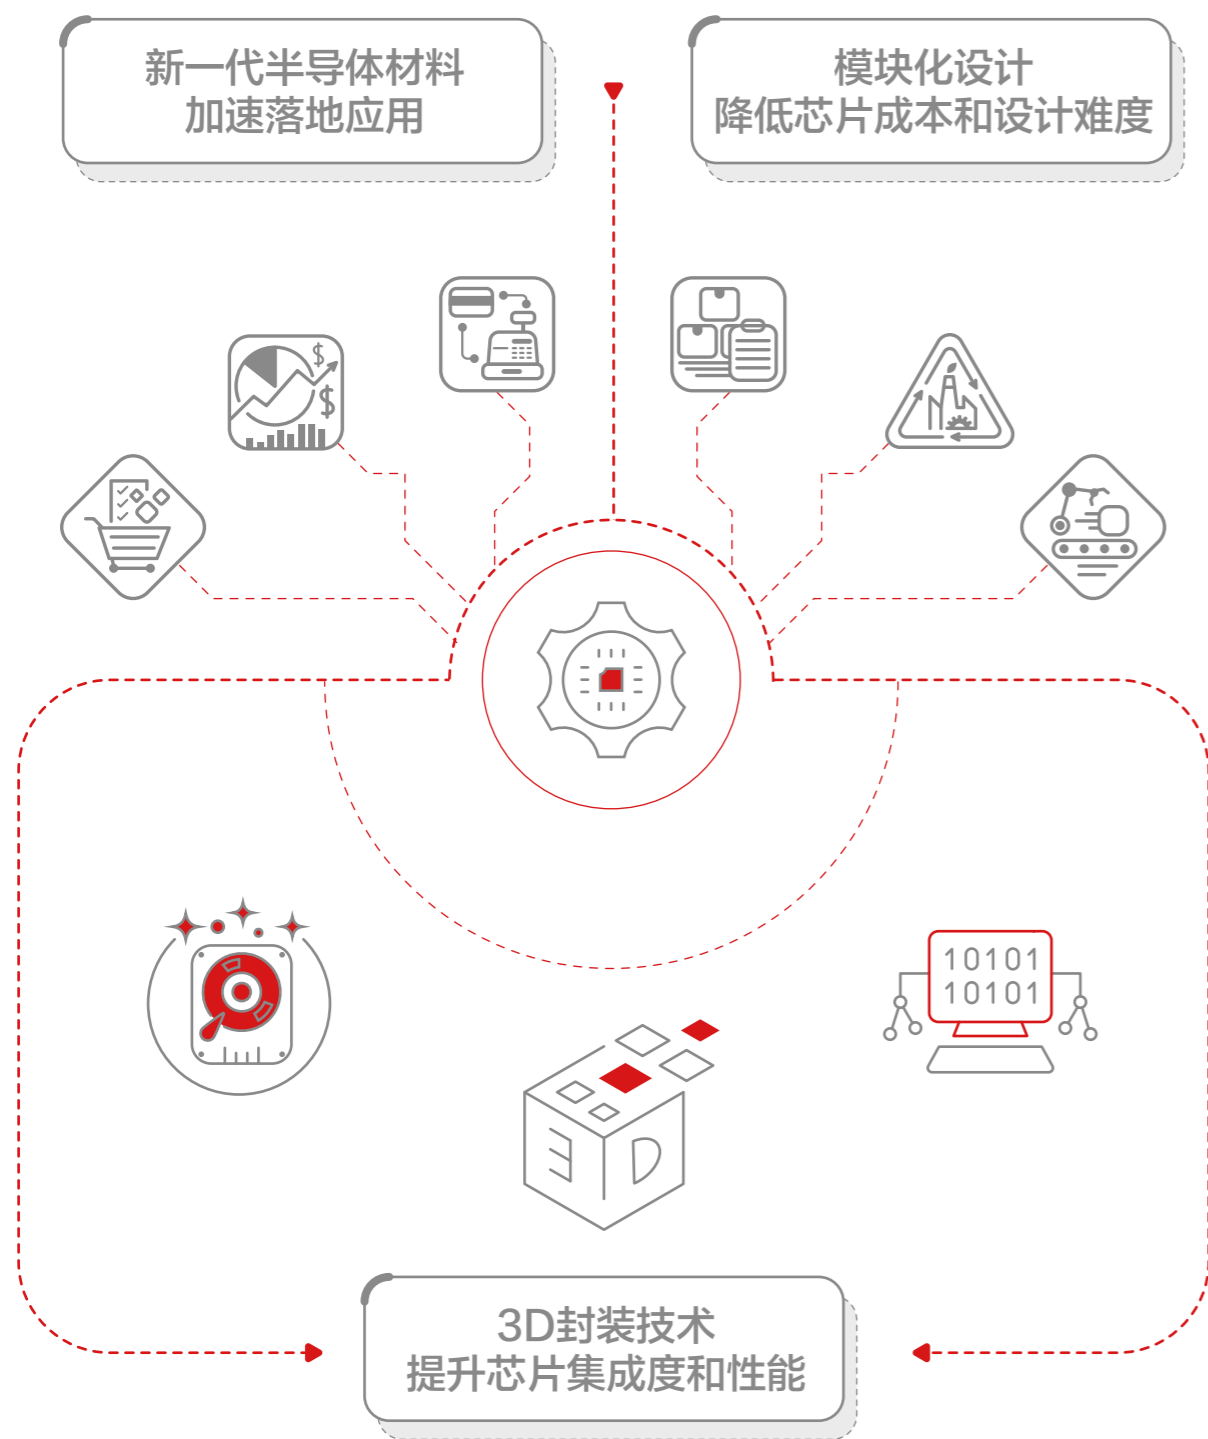 新一代半导体材料
加速落地应用
模块化设计
降低芯片成本和设计难度
$
$
10101
10101
3D
3D封装技术
提升芯片集成度和性能